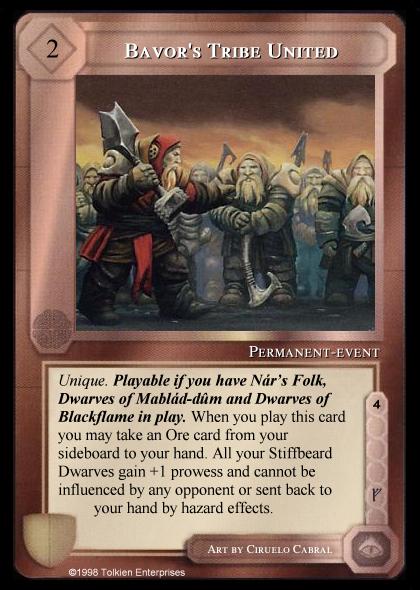 2
BAVOR'S TRIBE UNITED
PERMANENT-EVENT
Unique. Playable if you have Nár's Folk,
Dwarves of Mablád-dûm and Dwarves of
Blackflame in play. When you play this card
you may take an Ore card from your
sideboard to your hand. All your Stiffbeard
Dwarves gain +1 prowess and cannot be
influenced by any opponent or sent back to
your hand by hazard effects.
4
ᚠ
ART BY CIRUELO CABRAL
©1998 Tolkien Enterprises